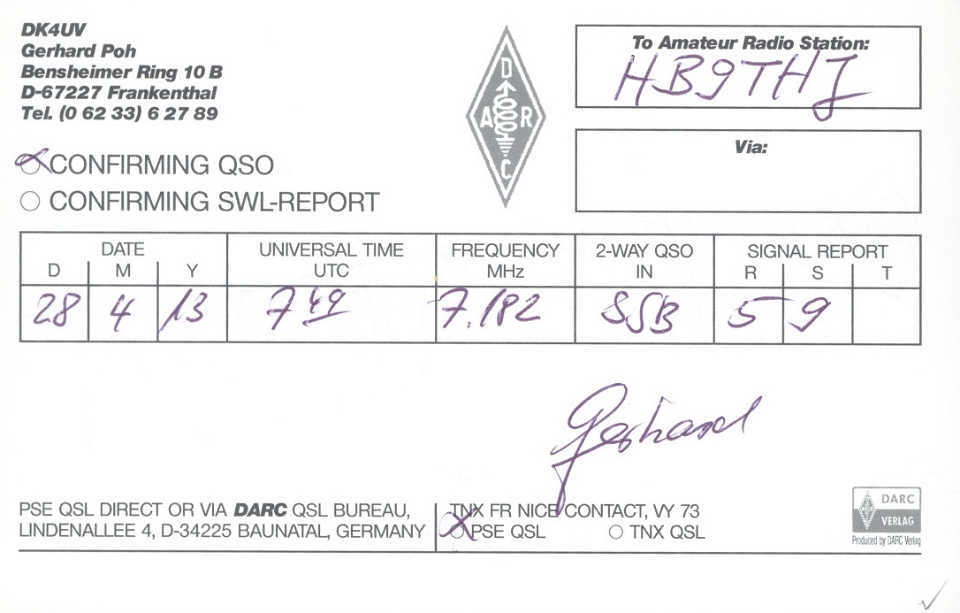 DK4UV
Gerhard Poh
Bensheimer Ring 10 B
D-67227 Frankenthal
Tel. (0 62 33) 6 27 89
DARC
To Amateur Radio Station:
HB9THJ
Via:
CONFIRMING QSO
CONFIRMING SWL-REPORT
DATE UNIVERSAL TIME FREQUENCY 2-WAY QSO SIGNAL REPORT
D M Y UTC MHz IN R S T
28 4 13 7 49 7.182 SSB 5 9
Gerhard
PSE QSL DIRECT OR VIA DARC QSL BUREAU,
LINDENALLEE 4, D-34225 BAUNATAL, GERMANY
TNX FR NICE CONTACT, VY 73
PSE QSL TNX QSL
DARC
VERLAG
Produced by DARC Verlag